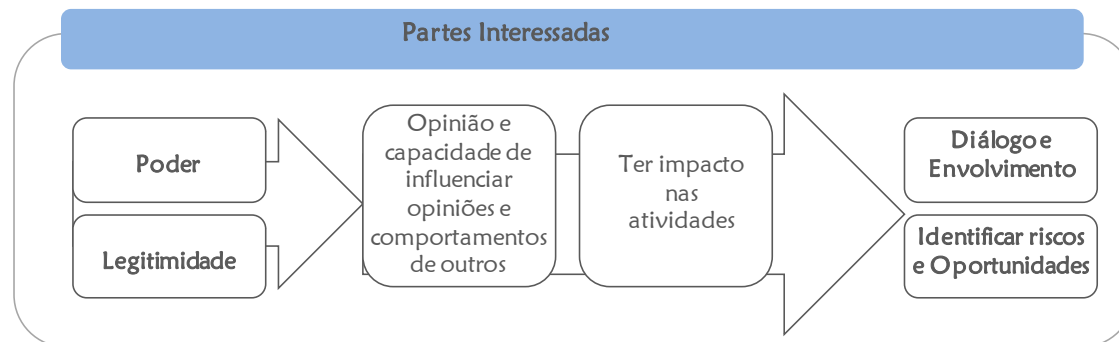 Partes Interessadas
Poder
Legitimidade
Opinião e
capacidade de
influenciar
opiniões e
comportamentos
de outros
Ter impacto
nas
atividades
Diálogo e
Envolvimento
Identificar riscos
e Oportunidades